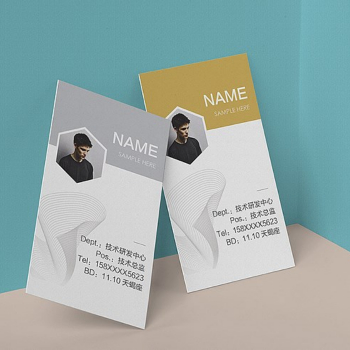 NAME
SAMPLE HERE
Dept.：技术研发中心
Pos.：技术总监
Tel：158XXXX5623
BD：11.10 天蝎座
NAME
SAMPLE HERE
Dept.：技术研发中心
Pos.：技术总监
Tel：158XXXX5623
BD：11.10 天蝎座